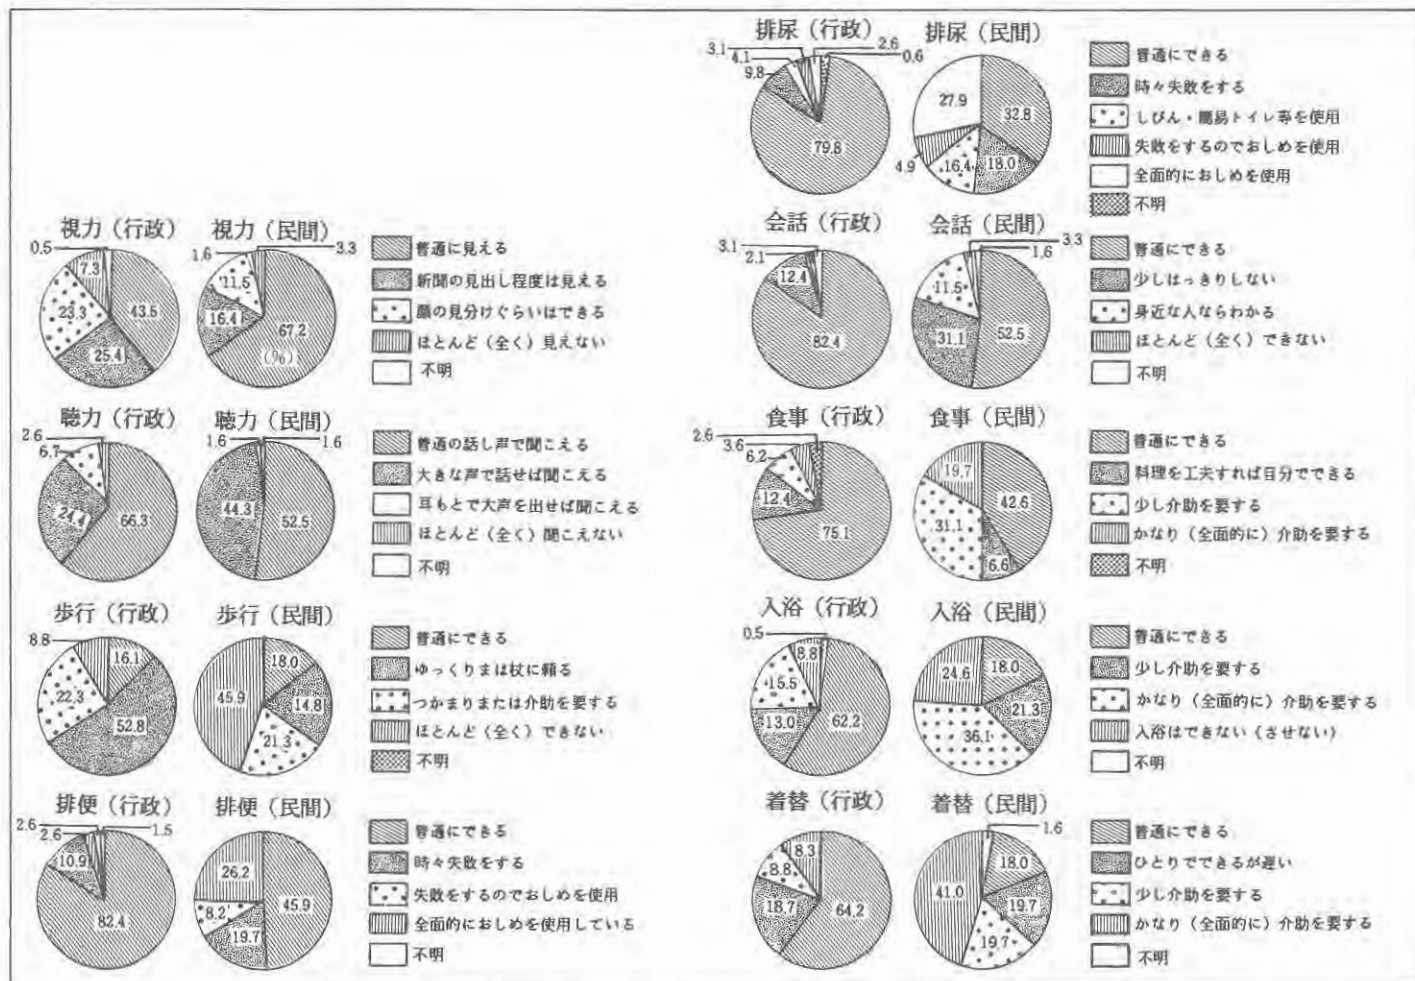 排尿（行政）
3.1
4.1
9.8
2.6
0.6
79.8
排尿（民間）
27.9
32.8
4.9
16.4
18.0
普通にできる
時々失敗をする
しびん・簡易トイレ等を使用
失敗をするのでおしめを使用
全面的におしめを使用
不明
視力（行政）
0.5
7.3
23.3
43.5
25.4
視力（民間）
1.6
3.3
11.5
16.4
67.2
(%)
普通に見える
新聞の見出し程度は見える
顔の見分けぐらいはできる
ほとんど（全く）見えない
不明
会話（行政）
3.1
2.1
12.4
82.4
会話（民間）
3.3
1.6
11.5
31.1
52.5
普通にできる
少しはっきりしない
身近な人ならわかる
ほとんど（全く）できない
不明
聴力（行政）
2.6
6.7
24.4
66.3
聴力（民間）
1.6
1.6
44.3
52.5
普通の話し声で聞こえる
大きな声で話せば聞こえる
耳もとで大声を出せば聞こえる
ほとんど（全く）聞こえない
不明
食事（行政）
2.6
3.6
6.2
12.4
75.1
食事（民間）
19.7
42.6
31.1
6.6
普通にできる
料理を工夫すれば自分でできる
少し介助を要する
かなり（全面的に）介助を要する
不明
歩行（行政）
8.8
16.1
22.3
52.8
歩行（民間）
18.0
45.9
14.8
21.3
普通にできる
ゆっくりまは杖に頼る
つかまりまたは介助を要する
ほとんど（全く）できない
不明
入浴（行政）
0.5
8.8
15.5
13.0
62.2
入浴（民間）
24.6
18.0
21.3
36.1
普通にできる
少し介助を要する
かなり（全面的に）介助を要する
入浴はできない（させない）
不明
排便（行政）
2.6
2.6
1.5
10.9
82.4
排便（民間）
26.2
45.9
8.2
19.7
普通にできる
時々失敗をする
失敗をするのでおしめを使用
全面的におしめを使用している
不明
着替（行政）
8.3
8.8
18.7
64.2
着替（民間）
1.6
18.0
41.0
19.7
19.7
普通にできる
ひとりでできるが遅い
少し介助を要する
かなり（全面的に）介助を要する
不明